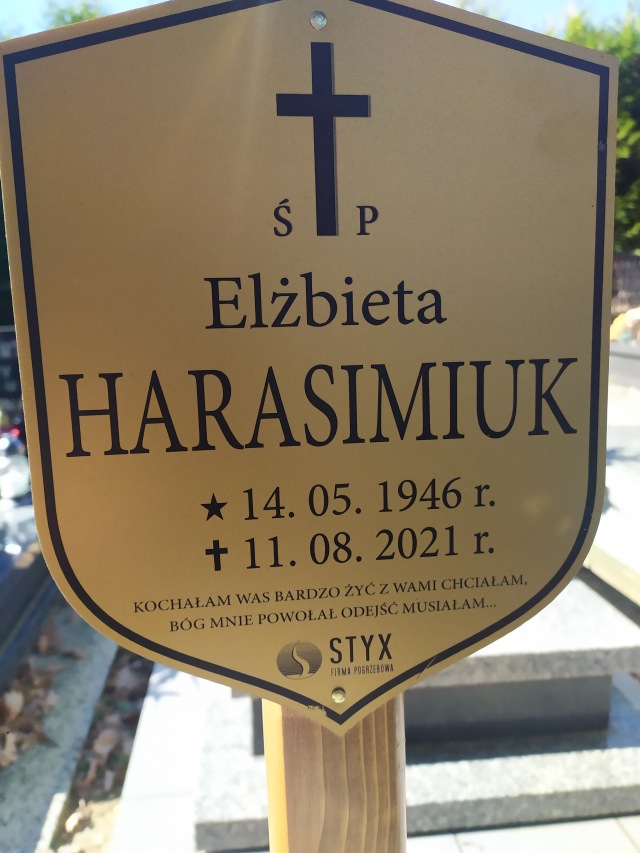 Ś P
Elżbieta
HARASIMIUK
★ 14. 05. 1946 r.
✝ 11. 08. 2021 r.
KOCHAŁAM WAS BARDZO ŻYĆ Z WAMI CHCIAŁAM,
BÓG MNIE POWOŁAŁ ODEJŚĆ MUSIAŁAM...
STYX
FIRMA POGRZEBOWA